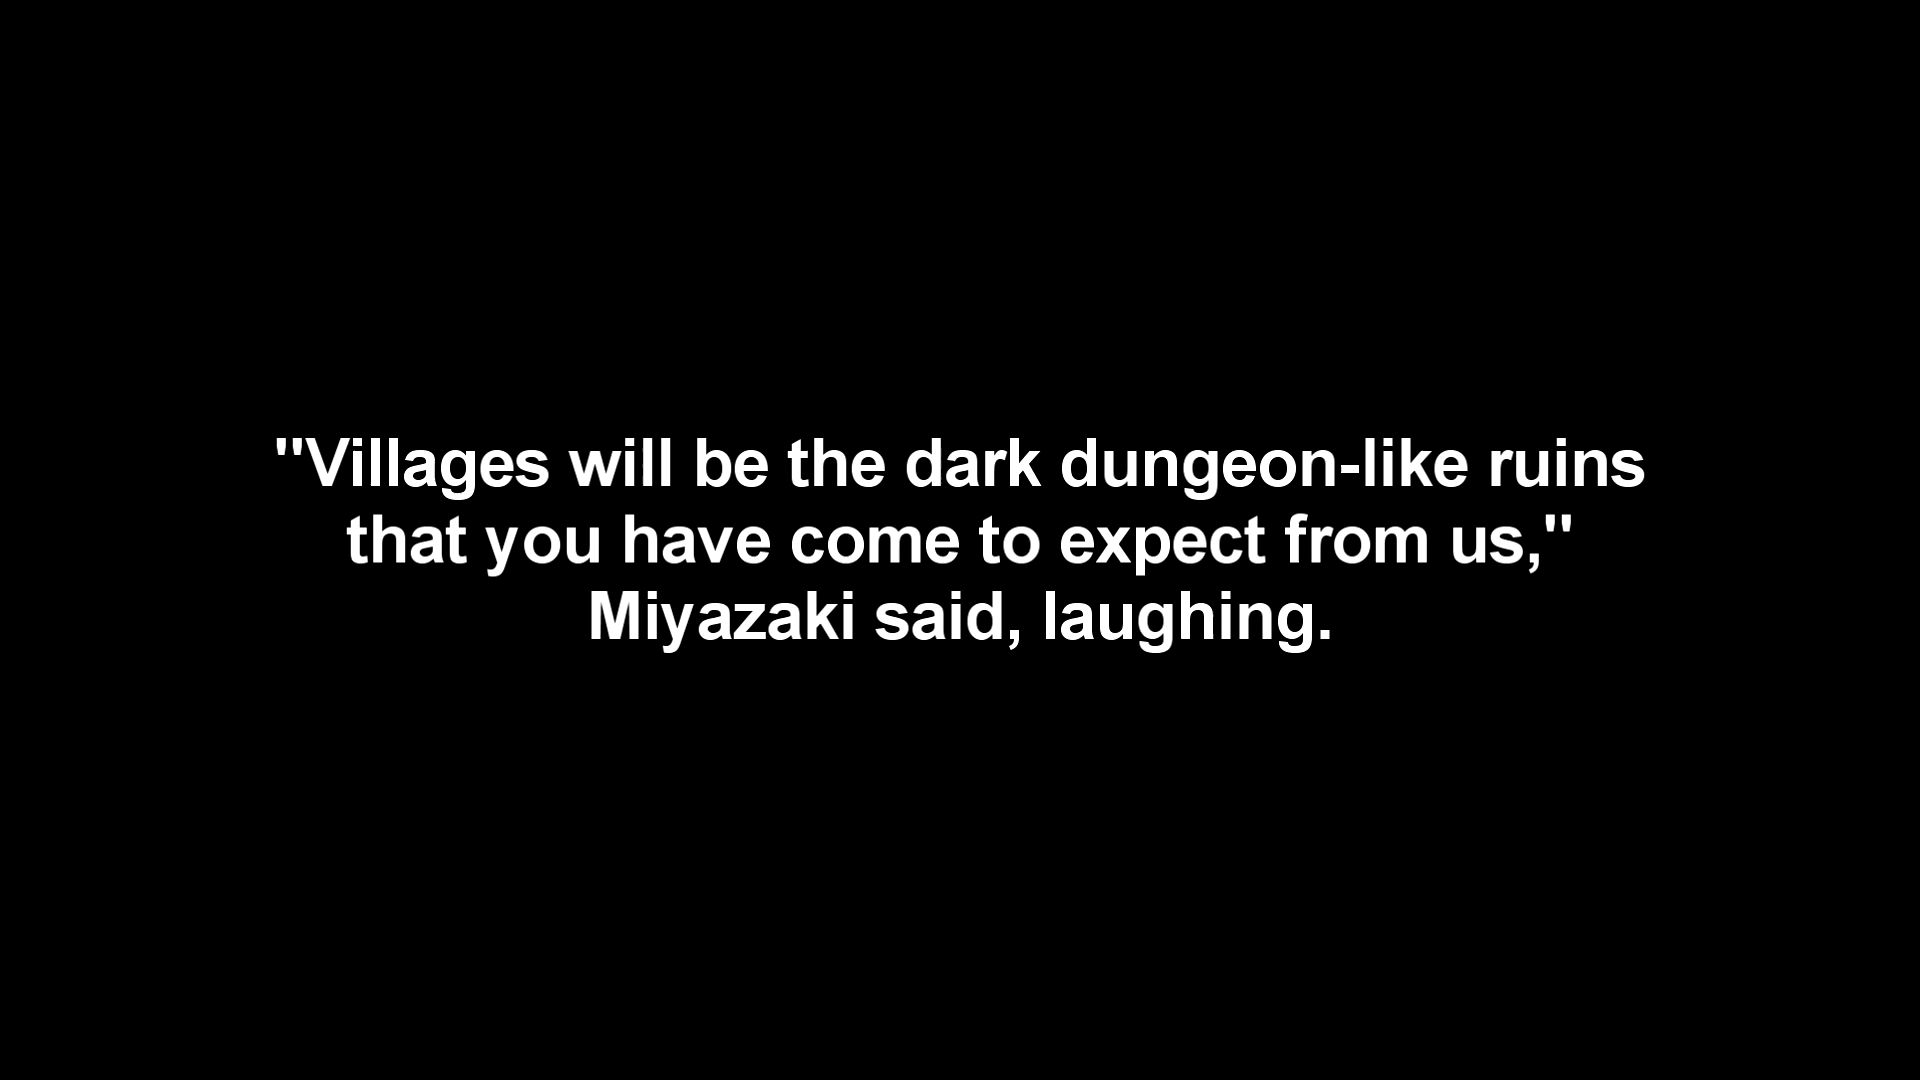 "Villages will be the dark dungeon-like ruins
that you have come to expect from us,"
Miyazaki said, laughing.